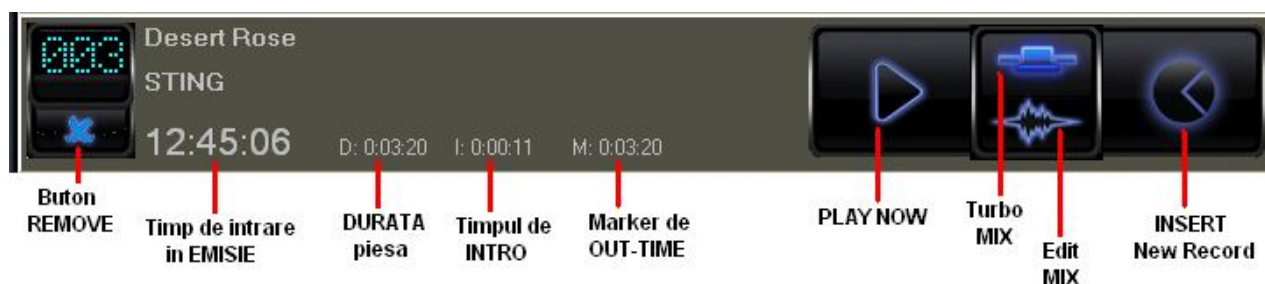 003
Desert Rose
STING
12:45:06 D: 0:03:20 I: 0:00:11 M: 0:03:20
Buton
REMOVE
Timp de intrare
in EMISIE
DURATA
piesa
Timpul de
INTRO
Marker de
OUT-TIME
PLAY NOW
Turbo
MIX
Edit
MIX
INSERT
New Record